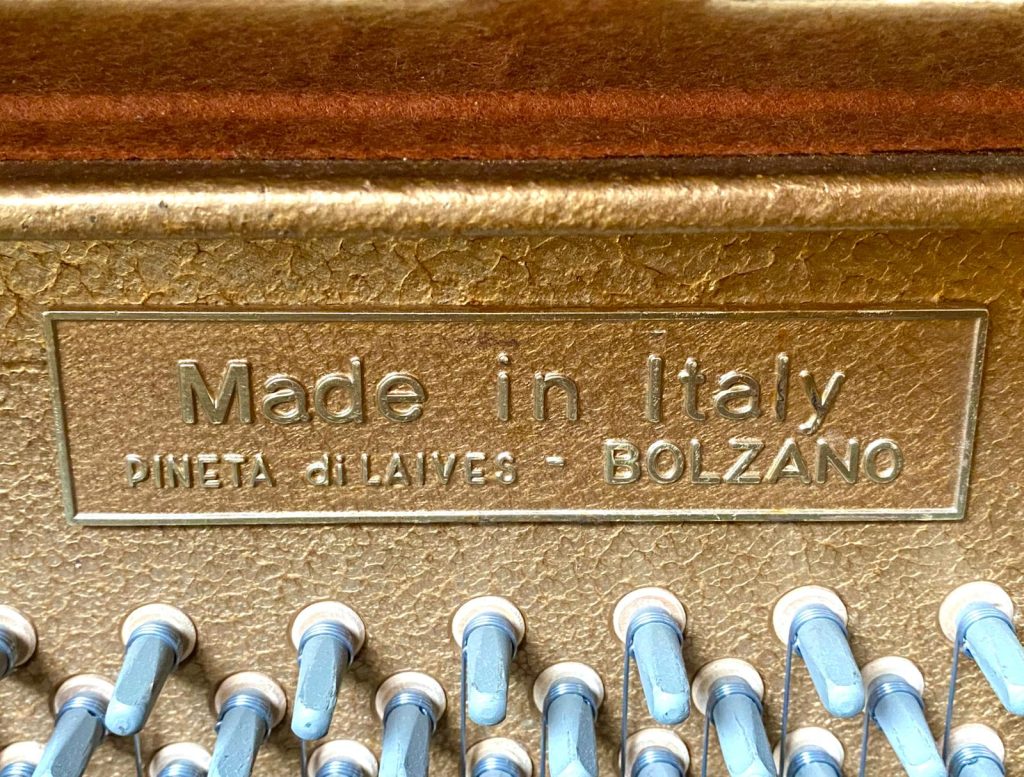 Made in Italy
PINETA di LAIVES - BOLZANO